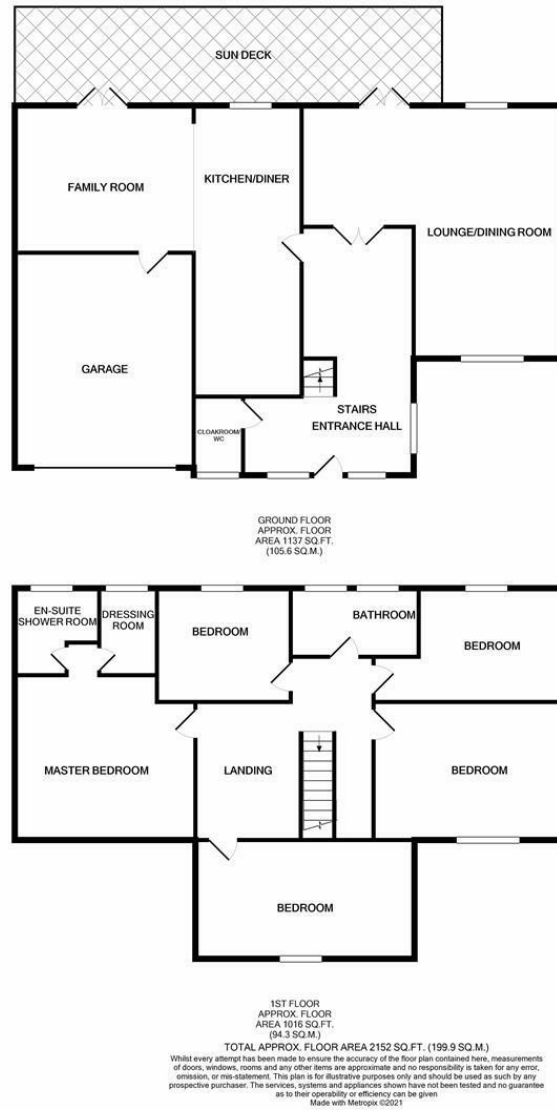 SUN DECK
FAMILY ROOM
KITCHEN/DINER
LOUNGE/DINING ROOM
GARAGE
STAIRS
ENTRANCE HALL
CLOAKROOM/
WC
GROUND FLOOR
APPROX. FLOOR
AREA 1137 SQ.FT.
(105.6 SQ.M.)
EN-SUITE
SHOWER ROOM
DRESSING
ROOM
BEDROOM
BATHROOM
BEDROOM
MASTER BEDROOM
LANDING
BEDROOM
BEDROOM
1ST FLOOR
APPROX. FLOOR
AREA 1016 SQ.FT.
(94.3 SQ.M.)
TOTAL APPROX. FLOOR AREA 2152 SQ.FT. (199.9 SQ.M.)
Whilst every attempt has been made to ensure the accuracy of the floor plan contained here, measurements
of doors, windows, rooms and any other items are approximate and no responsibility is taken for any error,
omission, or mis-statement. This plan is for illustrative purposes only and should be used as such by any
prospective purchaser. The services, systems and appliances shown have not been tested and no guarantee
as to their operability or efficiency can be given
Made with Metropix ©2021